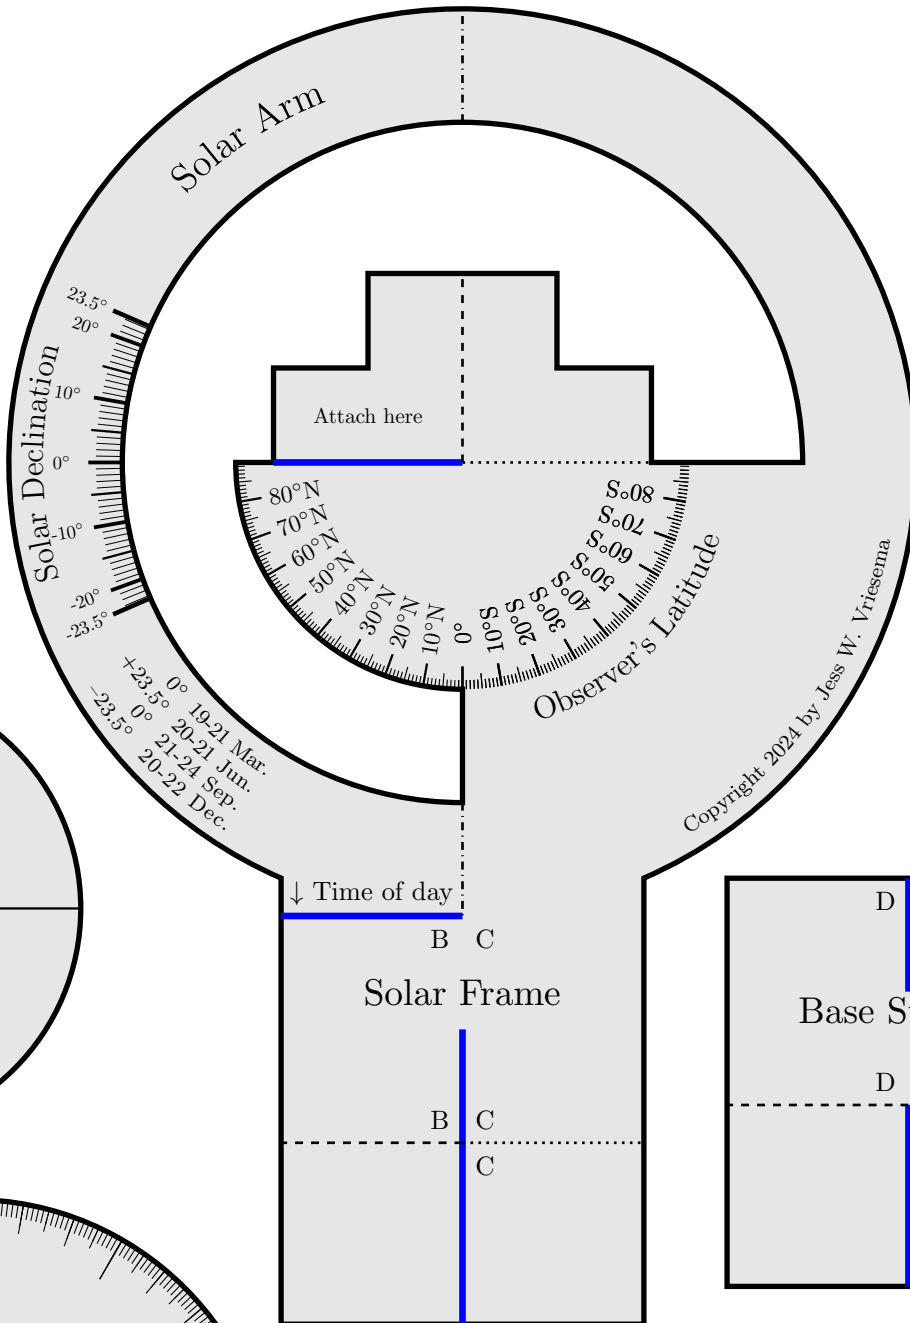 Solar Arm
Solar Declination
23.5°
20°
10°
0°
-10°
-20°
-23.5°
Attach here
80°N
70°N
60°N
50°N
40°N
30°N
20°N
10°N
0°
10°S
20°S
30°S
40°S
50°S
60°S
70°S
80°S
Observer's Latitude
0° 19-21 Mar.
+23.5° 20-21 Jun.
0° 21-24 Sep.
−23.5° 20-22 Dec.
Copyright 2024 by Jess W. Vriesema
↓ Time of day
B C
Solar Frame
B C
C
D
Base
D